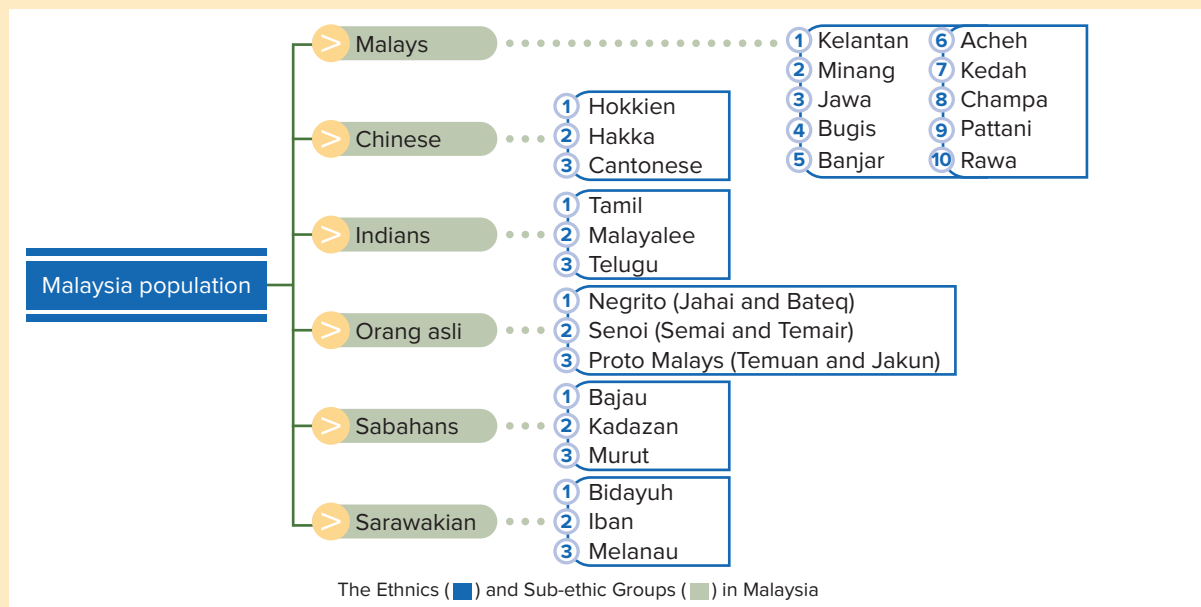 Malaysia population
> Malays
1 Kelantan
2 Minang
3 Jawa
4 Bugis
5 Banjar
6 Acheh
7 Kedah
8 Champa
9 Pattani
10 Rawa
> Chinese
1 Hokkien
2 Hakka
3 Cantonese
> Indians
1 Tamil
2 Malayalee
3 Telugu
> Orang asli
1 Negrito (Jahai and Bateq)
2 Senoi (Semai and Temair)
3 Proto Malays (Temuan and Jakun)
> Sabahans
1 Bajau
2 Kadazan
3 Murut
> Sarawakian
1 Bidayuh
2 Iban
3 Melanau
The Ethnics ( ) and Sub-ethic Groups ( ) in Malaysia